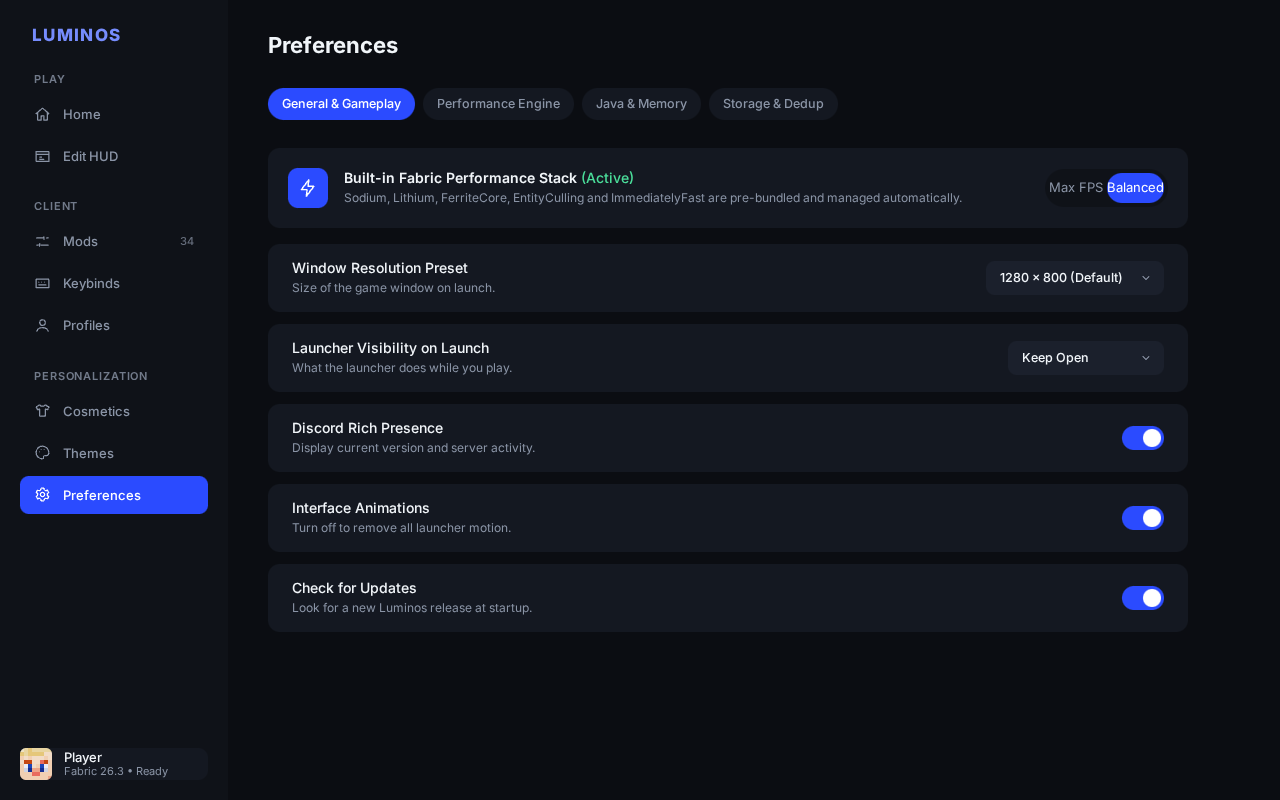 LUMINOS
PLAY
Home
Edit HUD
CLIENT
Mods 34
Keybinds
Profiles
PERSONALIZATION
Cosmetics
Themes
Preferences
Player
Fabric 26.3 • Ready
Preferences
General & Gameplay Performance Engine Java & Memory Storage & Dedup
Built-in Fabric Performance Stack (Active)
Sodium, Lithium, FerriteCore, EntityCulling and ImmediatelyFast are pre-bundled and managed automatically.
Max FPS Balanced
Window Resolution Preset
Size of the game window on launch.
1280 × 800 (Default)
Launcher Visibility on Launch
What the launcher does while you play.
Keep Open
Discord Rich Presence
Display current version and server activity.
Interface Animations
Turn off to remove all launcher motion.
Check for Updates
Look for a new Luminos release at startup.